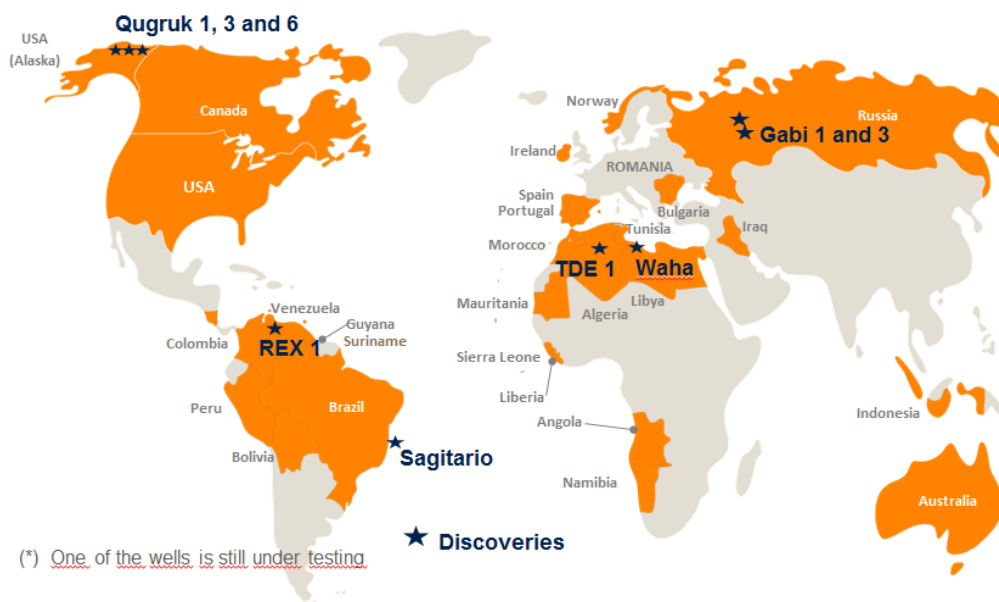 Qugruk 1, 3 and 6
USA
(Alaska)
Canada
USA
Norway
Russia
Gabi 1 and 3
Ireland
ROMANIA
Spain
Portugal
Bulgaria
Tunisia
Iraq
Morocco
TDE 1
Waha
Mauritania
Libya
Algeria
Venezuela
Guyana
Suriname
Colombia
REX 1
Sierra Leone
Liberia
Peru
Brazil
Indonesia
Angola
Bolivia
Sagitario
Namibia
Australia
Discoveries
(*) One of the wells is still under testing